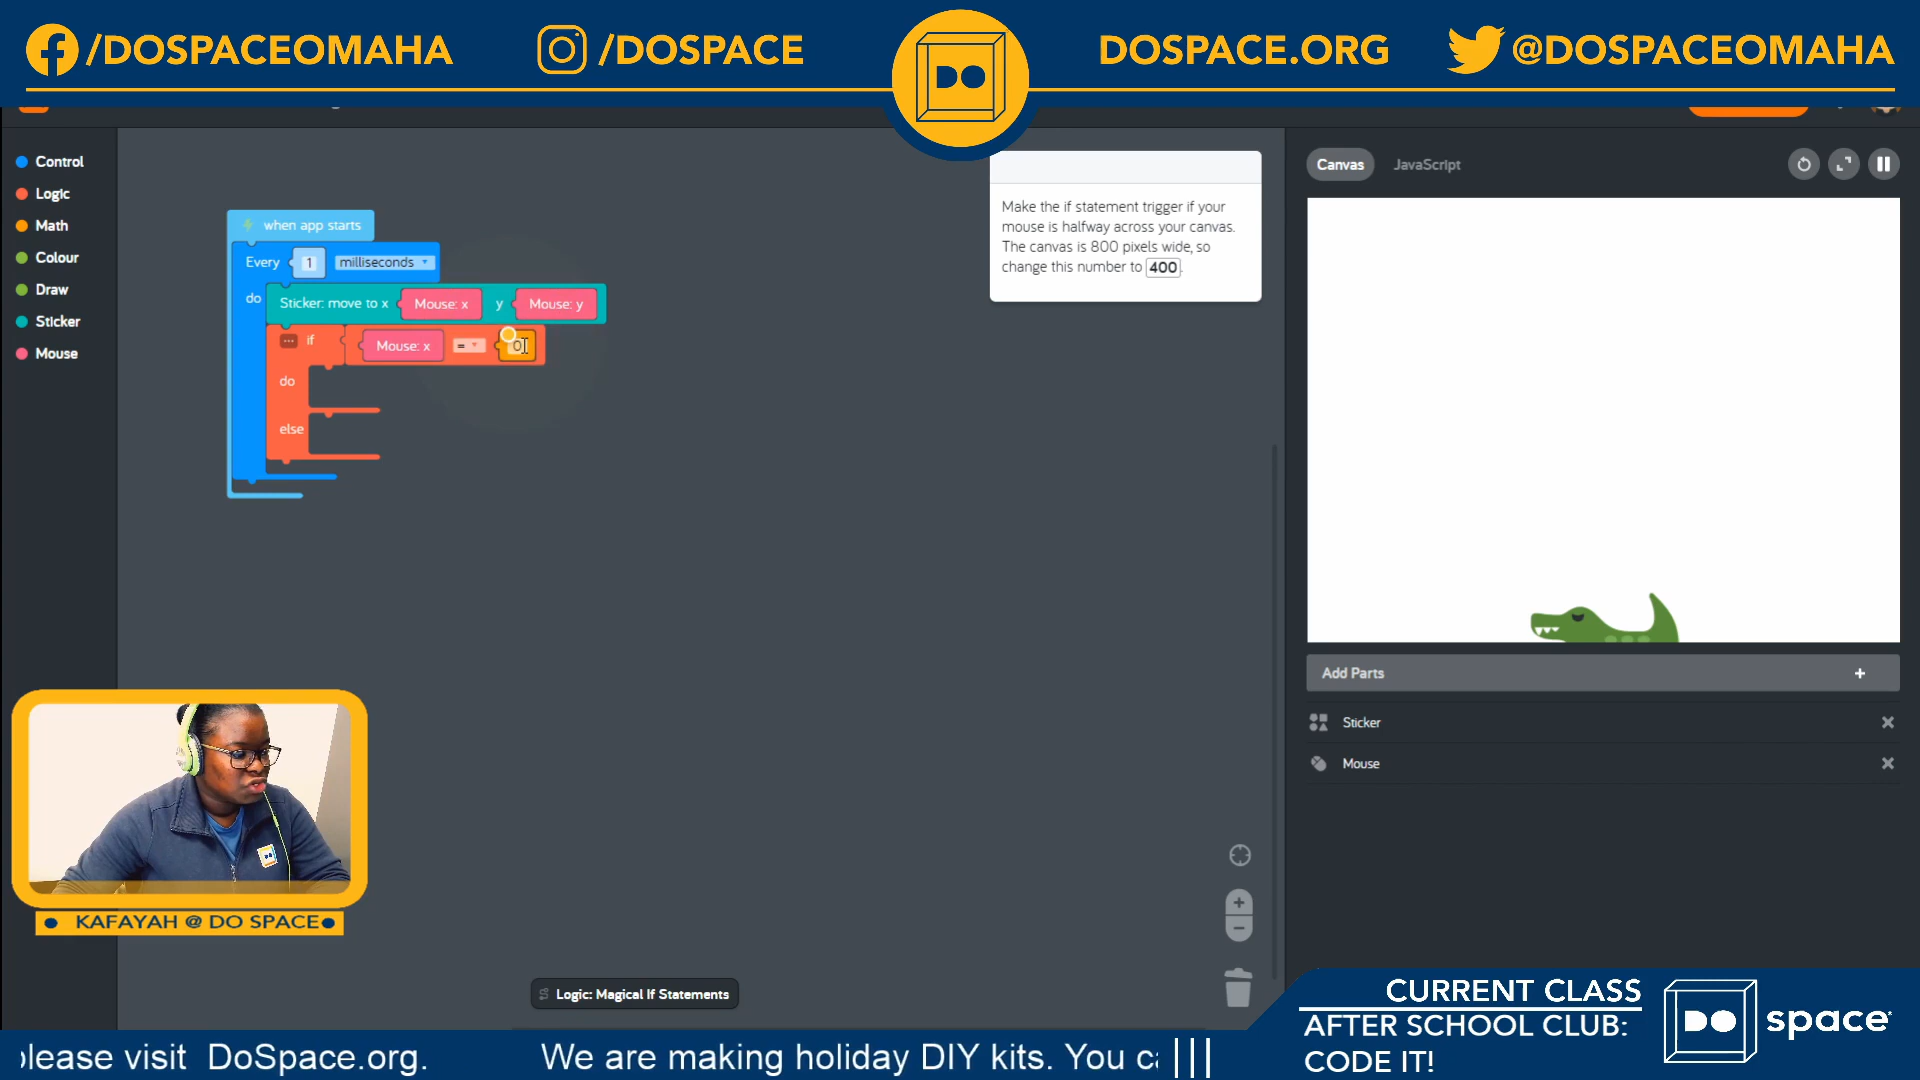 /DOSPACEOMAHA
/DOSPACE
DO
DOSPACE.ORG
@DOSPACEOMAHA
Control
Logic
Math
Colour
Draw
Sticker
Mouse
when app starts
Every 1 milliseconds
do Sticker: move to x Mouse: x y Mouse: y
if Mouse: x = 0
do
else
Make the if statement trigger if your
mouse is halfway across your canvas.
The canvas is 800 pixels wide, so
change this number to 400.
Canvas
JavaScript
Add Parts
Sticker
Mouse
KAFAYAH @ DO SPACE
Logic: Magical If Statements
CURRENT CLASS
AFTER SCHOOL CLUB:
CODE IT!
DO space
please visit DoSpace.org. We are making holiday DIY kits. You